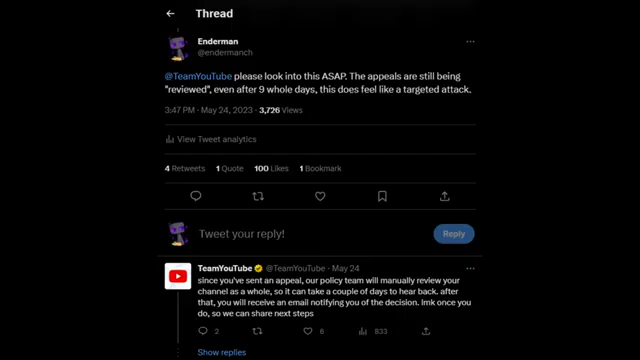 Thread
Enderman
@endermanch
@TeamYouTube please look into this ASAP. The appeals are still being
"reviewed", even after 9 whole days, this does feel like a targeted attack.
3:47 PM · May 24, 2023 · 3,726 Views
View Tweet analytics
4 Retweets 1 Quote 100 Likes 1 Bookmark
Tweet your reply!
Reply
TeamYouTube @TeamYouTube · May 24
since you've sent an appeal, our policy team will manually review your
channel as a whole, so it can take a couple of days to hear back. after
that, you will receive an email notifying you of the decision. lmk once you
do, so we can share next steps
2 6 833
Show replies